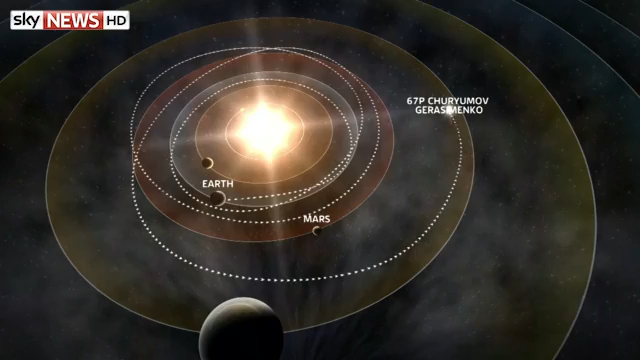 sky NEWS HD
67P CHURYUMOV
GERASIMENKO
EARTH
MARS